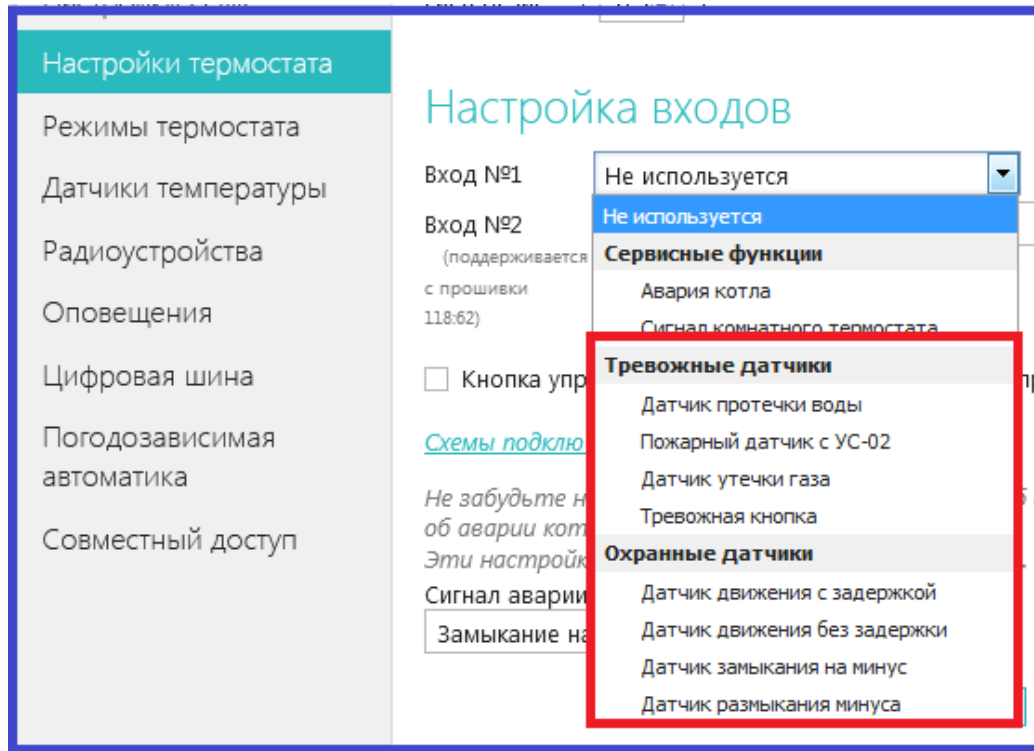 Настройки термостата
Режимы термостата
Датчики температуры
Радиоустройства
Оповещения
Цифровая шина
Погодозависимая
автоматика
Совместный доступ
Настройка входов
Вход №1
Не используется
Вход №2
(поддерживается
с прошивки
118:62)
Не используется
Сервисные функции
Авария котла
Сигнал комнатного термостата
Тревожные датчики
Датчик протечки воды
Пожарный датчик с УС-02
Датчик утечки газа
Тревожная кнопка
Охранные датчики
Датчик движения с задержкой
Датчик движения без задержки
Датчик замыкания на минус
Датчик размыкания минуса
Кнопка упр
Схемы подклю
Не забудьте н
об аварии кот
Эти настройк
Сигнал аварии
Замыкание на